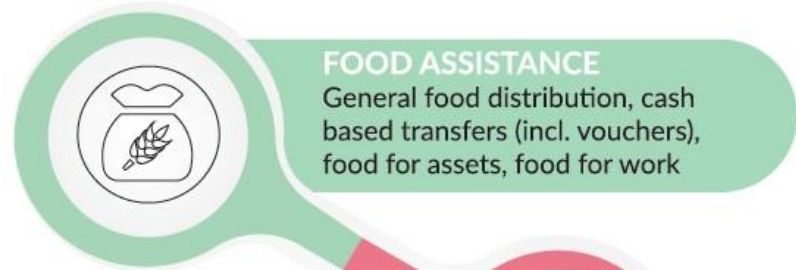 FOOD ASSISTANCE
General food distribution, cash
based transfers (incl. vouchers),
food for assets, food for work